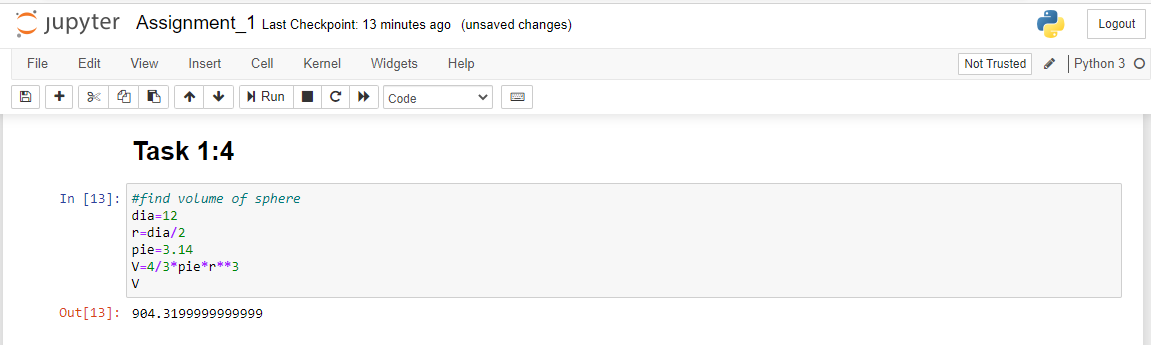 jupyter Assignment_1 Last Checkpoint: 13 minutes ago (unsaved changes) Logout
File Edit View Insert Cell Kernel Widgets Help Not Trusted Python 3
Run Code
Task 1:4
In [13]: #find volume of sphere
dia=12
r=dia/2
pie=3.14
V=4/3*pie*r**3
V
Out[13]: 904.3199999999999